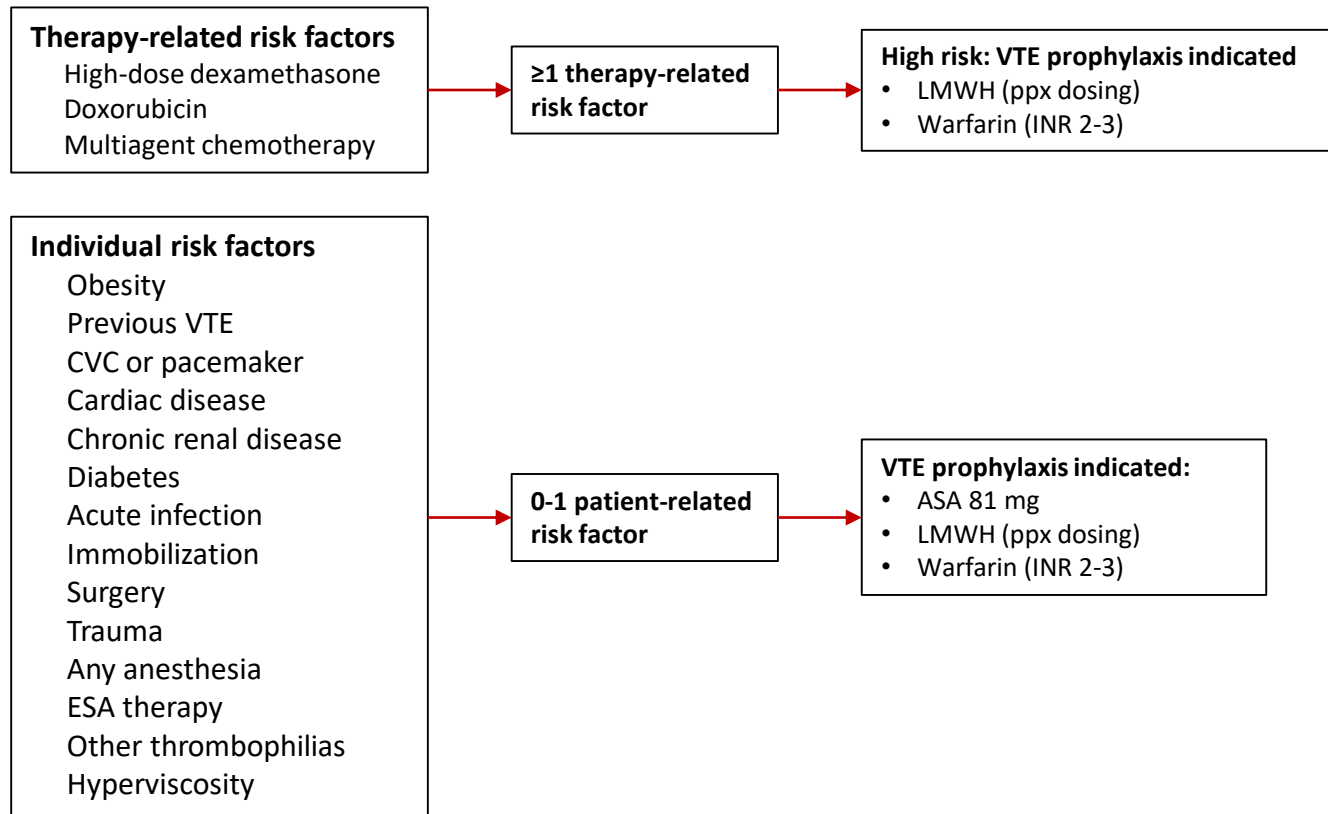 Therapy-related risk factors
High-dose dexamethasone
Doxorubicin
Multiagent chemotherapy
≥1 therapy-related
risk factor
High risk: VTE prophylaxis indicated
• LMWH (ppx dosing)
• Warfarin (INR 2-3)
Individual risk factors
Obesity
Previous VTE
CVC or pacemaker
Cardiac disease
Chronic renal disease
Diabetes
Acute infection
Immobilization
Surgery
Trauma
Any anesthesia
ESA therapy
Other thrombophilias
Hyperviscosity
0-1 patient-related
risk factor
VTE prophylaxis indicated:
• ASA 81 mg
• LMWH (ppx dosing)
• Warfarin (INR 2-3)